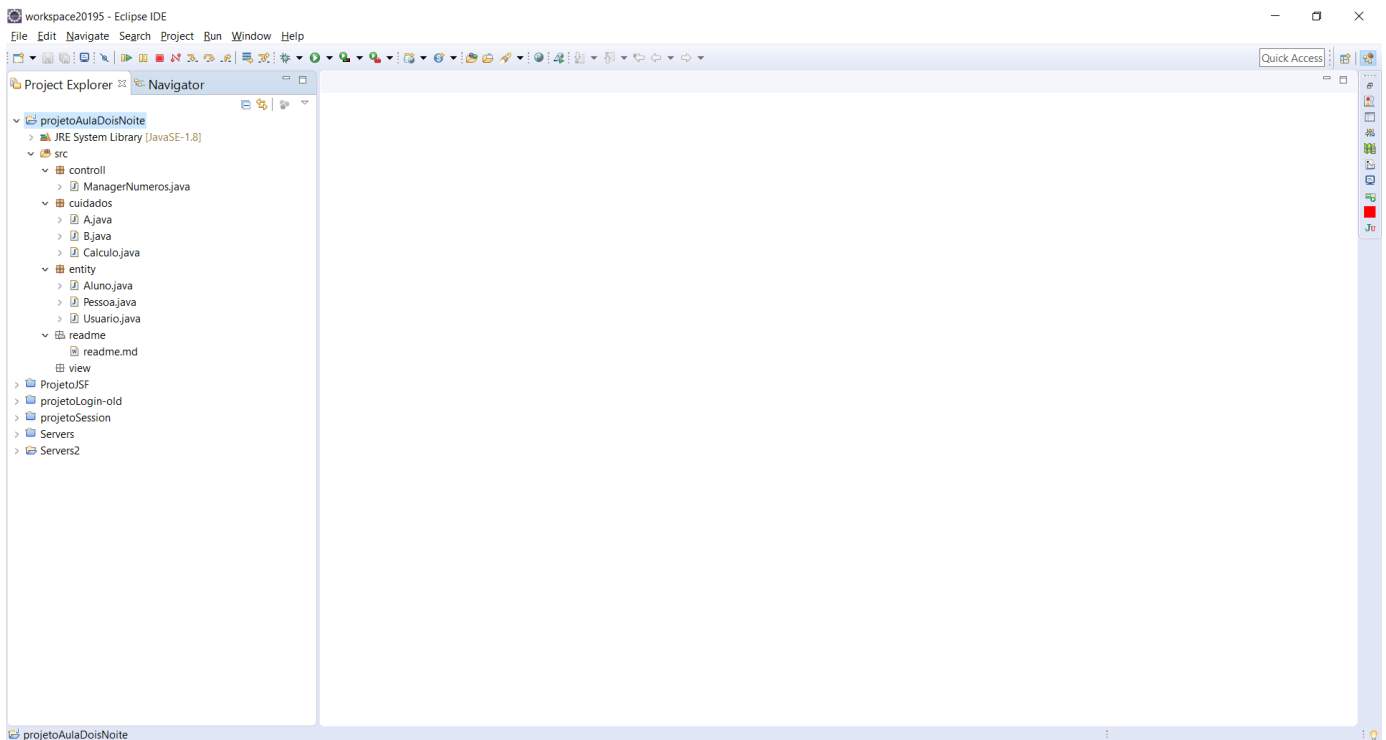 workspace20195 - Eclipse IDE
File Edit Navigate Search Project Run Window Help
Quick Access
Project Explorer Navigator
projetoAulaDoisNoite
JRE System Library [JavaSE-1.8]
src
controll
ManagerNumeros.java
cuidados
A.java
B.java
Calculo.java
entity
Aluno.java
Pessoa.java
Usuario.java
readme
readme.md
view
ProjetoJSF
projetoLogin-old
projetoSession
Servers
Servers2
Ju
projetoAulaDoisNoite